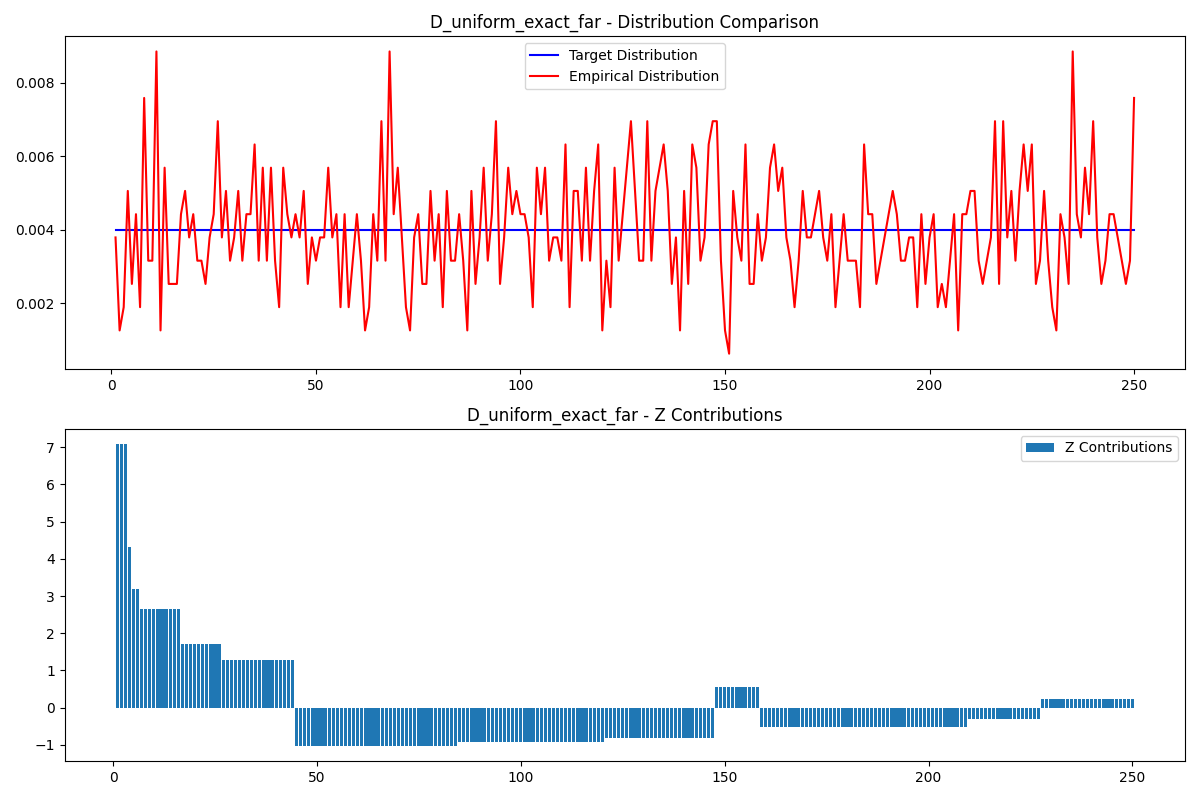 D_uniform_exact_far - Distribution Comparison
Target Distribution
Empirical Distribution
0.008
0.006
0.004
0.002
0 50 100 150 200 250
D_uniform_exact_far - Z Contributions
Z Contributions
7
6
5
4
3
2
1
0
−1
0 50 100 150 200 250